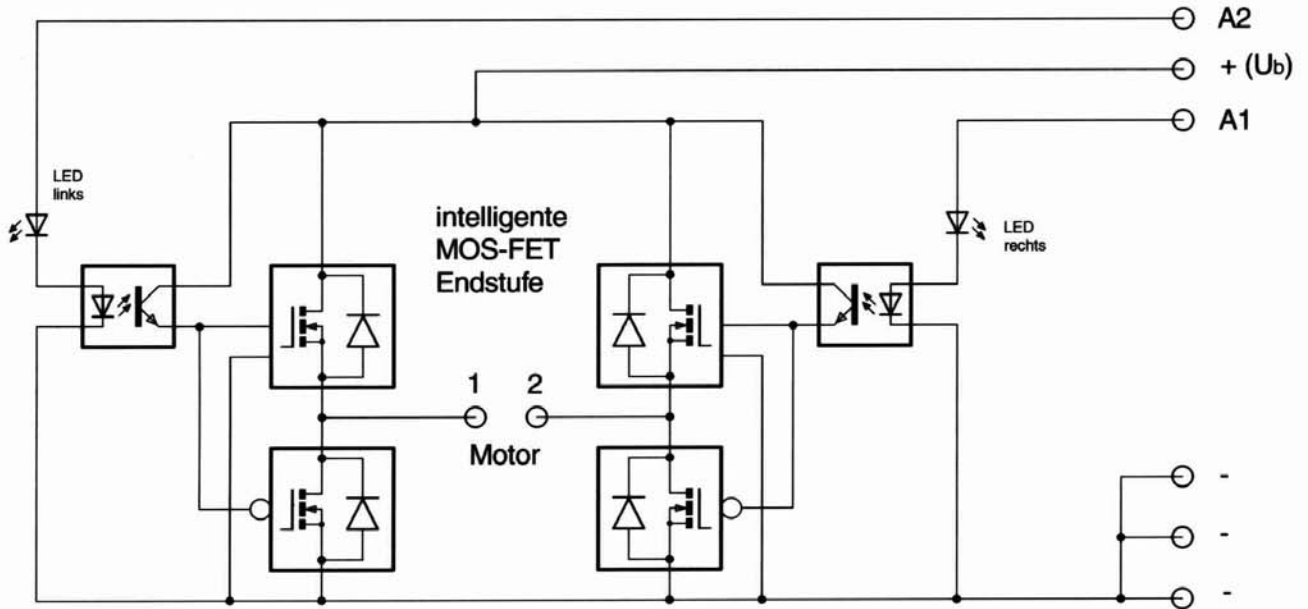 A2
+ (Ub)
A1
LED
links
intelligente
MOS-FET
Endstufe
LED
rechts
1 2
Motor
-
-
-